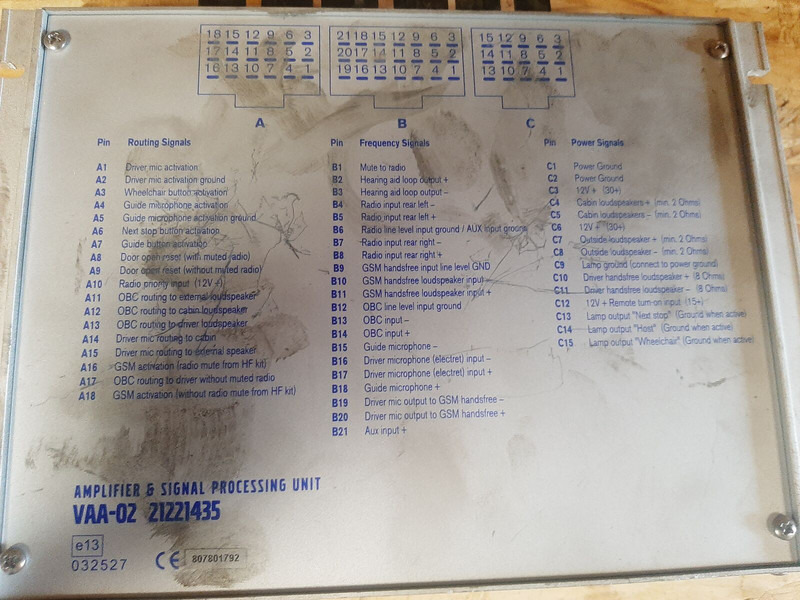 18 15 12 9 6 3
17 14 11 8 5 2
16 13 10 7 4 1
A
21 18 15 12 9 6 3
20 17 14 11 8 5 2
19 16 13 10 7 4 1
B
15 12 9 6 3
14 11 8 5 2
13 10 7 4 1
C
Pin Routing Signals
A1 Driver mic activation
A2 Driver mic activation ground
A3 Wheelchair button activation
A4 Guide microphone activation
A5 Guide microphone activation ground
A6 Next stop button activation
A7 Guide button activation
A8 Door open reset (with muted radio)
A9 Door open reset (without muted radio)
A10 Radio priority input (12V+)
A11 OBC routing to external loudspeaker
A12 OBC routing to cabin loudspeaker
A13 OBC routing to driver loudspeaker
A14 Driver mic routing to cabin
A15 Driver mic routing to external speaker
A16 GSM activation (radio mute from HF kit)
A17 OBC routing to driver without muted radio
A18 GSM activation (without radio mute from HF kit)
Pin Frequency Signals
B1 Mute to radio
B2 Hearing aid loop output +
B3 Hearing aid loop output -
B4 Radio input rear left -
B5 Radio input rear left +
B6 Radio line level input ground / AUX input ground
B7 Radio input rear right -
B8 Radio input rear right +
B9 GSM handsfree input line level GND
B10 GSM handsfree loudspeaker input -
B11 GSM handsfree loudspeaker input +
B12 OBC line level input ground
B13 OBC input -
B14 OBC input +
B15 Guide microphone -
B16 Driver microphone (electret) input -
B17 Driver microphone (electret) input +
B18 Guide microphone +
B19 Driver mic output to GSM handsfree -
B20 Driver mic output to GSM handsfree +
B21 Aux input +
Pin Power Signals
C1 Power Ground
C2 Power Ground
C3 12V + (30+)
C4 Cabin loudspeakers + (min. 2 Ohms)
C5 Cabin loudspeakers - (min. 2 Ohms)
C6 12V + (30+)
C7 Outside loudspeaker + (min. 2 Ohms)
C8 Outside loudspeaker - (min. 2 Ohms)
C9 Lamp ground (connect to power ground)
C10 Driver handsfree loudspeaker + (8 Ohms)
C11 Driver handsfree loudspeaker - (8 Ohms)
C12 12V + Remote turn-on input (15+)
C13 Lamp output "Next stop" (Ground when active)
C14 Lamp output "Host" (Ground when active)
C15 Lamp output "Wheelchair" (Ground when active)
AMPLIFIER & SIGNAL PROCESSING UNIT
VAA-02 21221435
e13
032527
CE 807801792